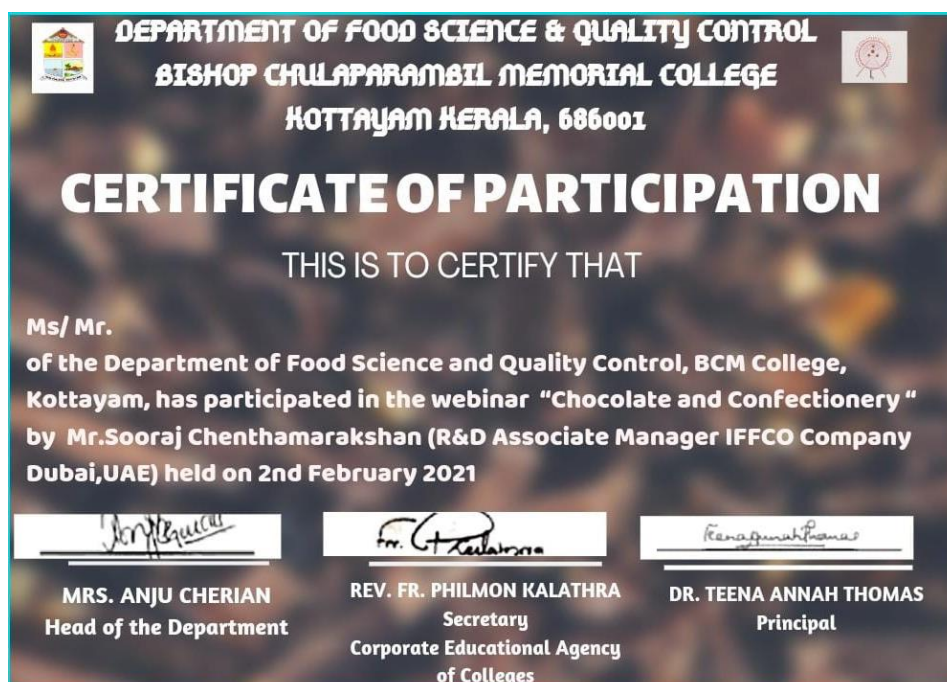 DEPARTMENT OF FOOD SCIENCE & QUALITY CONTROL
BISHOP CHULAPARAMBIL MEMORIAL COLLEGE
KOTTAYAM KERALA, 686001
CERTIFICATE OF PARTICIPATION
THIS IS TO CERTIFY THAT
Ms/ Mr.
of the Department of Food Science and Quality Control, BCM College,
Kottayam, has participated in the webinar “Chocolate and Confectionery “
by Mr.Sooraj Chenthamarakshan (R&D Associate Manager IFFCO Company
Dubai,UAE) held on 2nd February 2021
Fr.
MRS. ANJU CHERIAN
Head of the Department
REV. FR. PHILMON KALATHRA
Secretary
Corporate Educational Agency
of Colleges
DR. TEENA ANNAH THOMAS
Principal